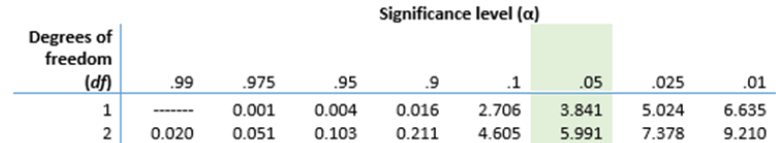 Significance level (α)
Degrees of
freedom
(df) .99 .975 .95 .9 .1 .05 .025 .01
1 ------- 0.001 0.004 0.016 2.706 3.841 5.024 6.635
2 0.020 0.051 0.103 0.211 4.605 5.991 7.378 9.210